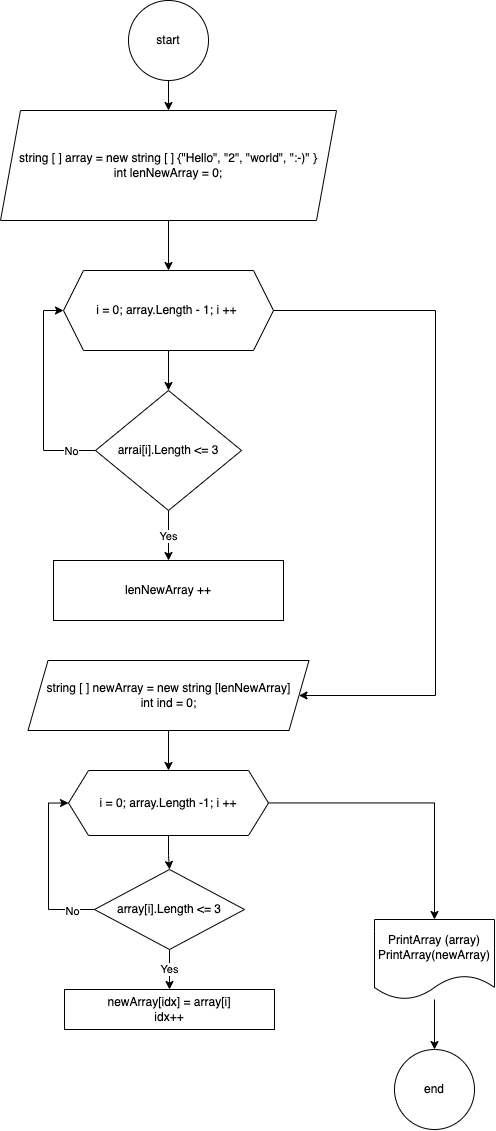 start
string [ ] array = new string [ ] {"Hello", "2", "world", ":-)" }
int lenNewArray = 0;
i = 0; array.Length - 1; i ++
arrai[i].Length <= 3
No
Yes
lenNewArray ++
string [ ] newArray = new string [lenNewArray]
int ind = 0;
i = 0; array.Length -1; i ++
array[i].Length <= 3
No
Yes
newArray[idx] = array[i]
idx++
PrintArray (array)
PrintArray(newArray)
end